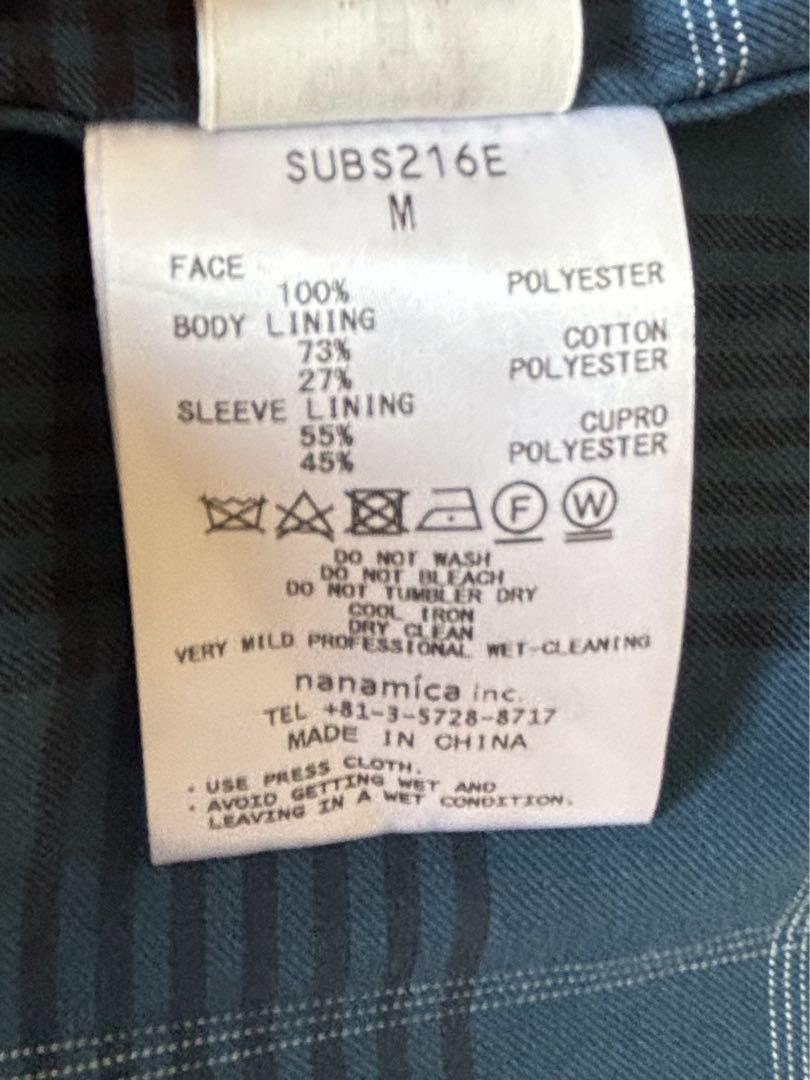 SUBS216E
M
FACE
100% POLYESTER
BODY LINING
73% COTTON
27% POLYESTER
SLEEVE LINING
55% CUPRO
45% POLYESTER
F W
DO NOT WASH
DO NOT BLEACH
DO NOT TUMBLER DRY
COOL IRON
DRY CLEAN
VERY MILD PROFESSIONAL WET-CLEANING
nanamica inc.
TEL +81-3-5728-8717
MADE IN CHINA
・USE PRESS CLOTH.
・AVOID GETTING WET AND
LEAVING IN A WET CONDITION.